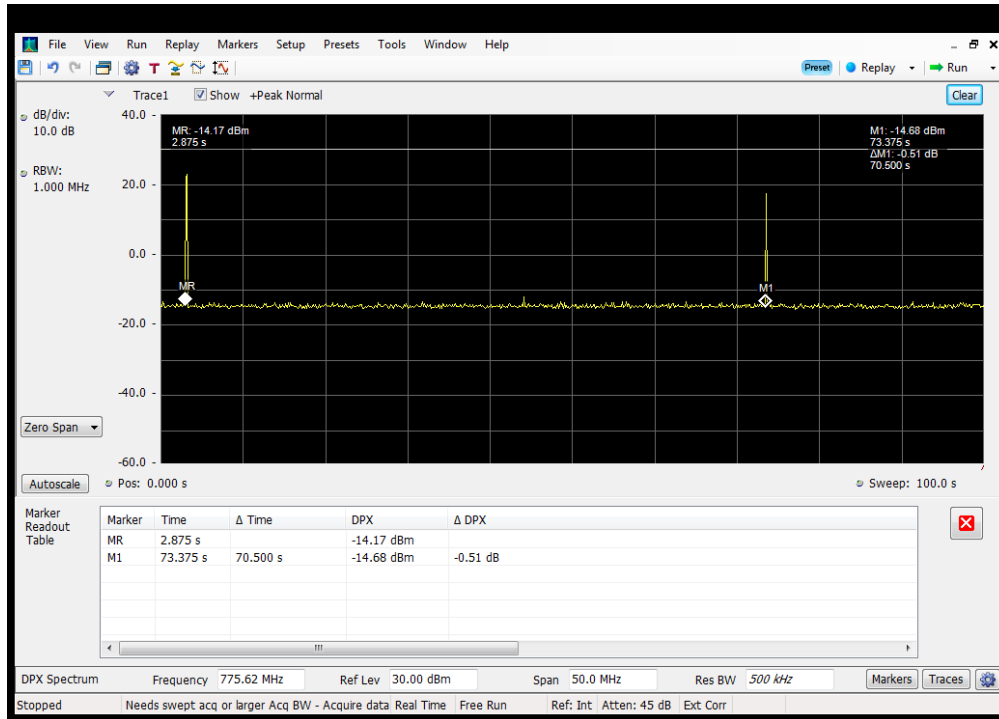 File View Run Replay Markers Setup Presets Tools Window Help
T Preset Replay Run
Trace1 Show +Peak Normal Clear
dB/div:
10.0 dB
RBW:
1.000 MHz
40.0 -
20.0 -
0.0 -
-20.0 -
-40.0 -
-60.0 -
MR: -14.17 dBm
2.875 s
M1: -14.68 dBm
73.375 s
ΔM1: -0.51 dB
70.500 s
MR
M1
Zero Span
Autoscale Pos: 0.000 s Sweep: 100.0 s
Marker
Readout
Table
Marker Time Δ Time DPX Δ DPX
MR 2.875 s -14.17 dBm
M1 73.375 s 70.500 s -14.68 dBm -0.51 dB
DPX Spectrum Frequency 775.62 MHz Ref Lev 30.00 dBm Span 50.0 MHz Res BW 500 kHz Markers Traces
Stopped Needs swept acq or larger Acq BW - Acquire data Real Time Free Run Ref: Int Atten: 45 dB Ext Corr